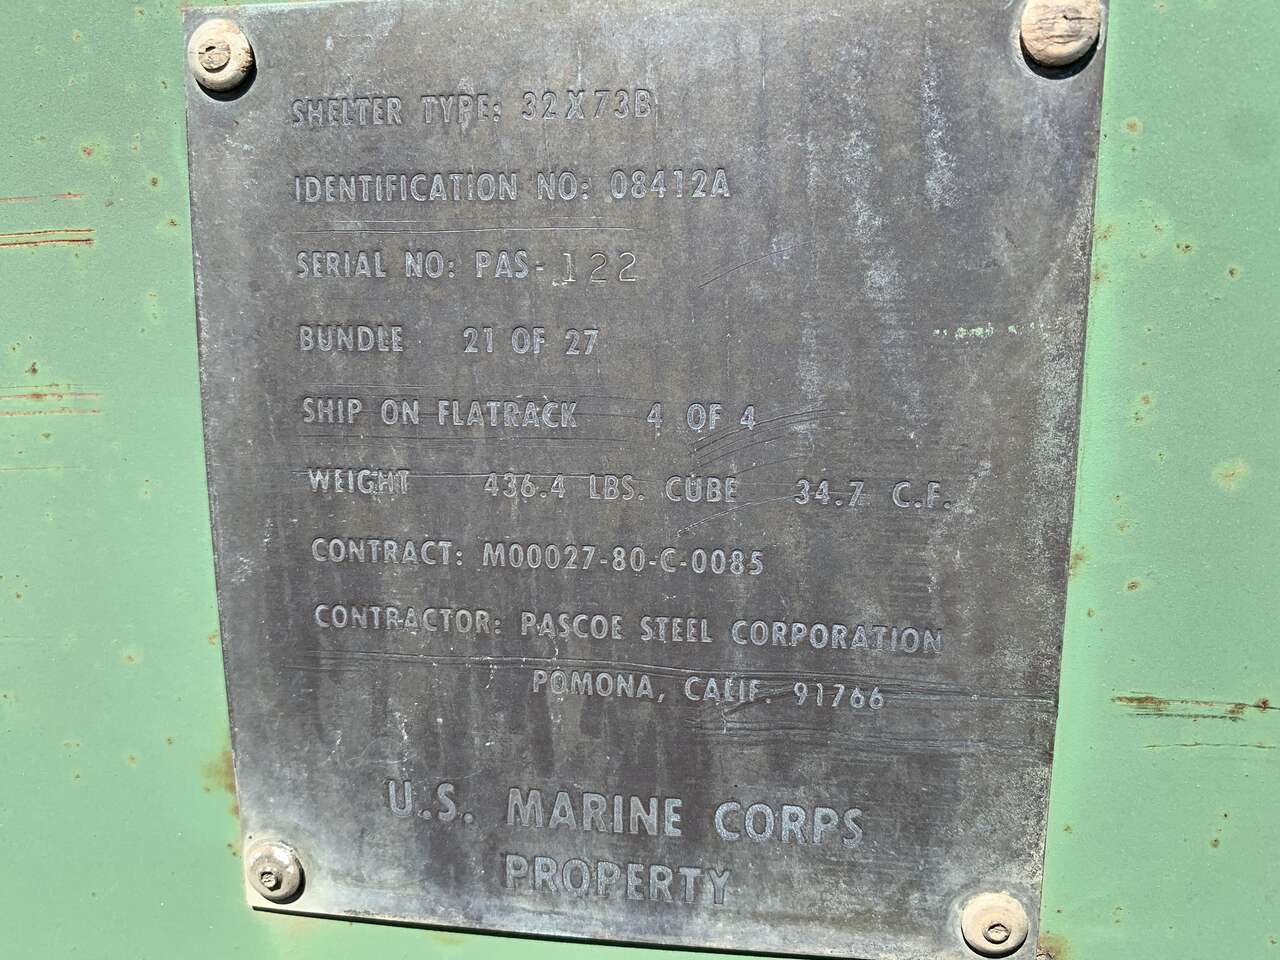 SHELTER TYPE: 32X73B
IDENTIFICATION NO: 08412A
SERIAL NO: PAS-122
BUNDLE 21 OF 27
SHIP ON FLATRACK 4 OF 4
WEIGHT 436.4 LBS. CUBE 34.7 C.F.
CONTRACT: M00027-80-C-0085
CONTRACTOR: PASCOE STEEL CORPORATION
POMONA, CALIF. 91766
U.S. MARINE CORPS
PROPERTY